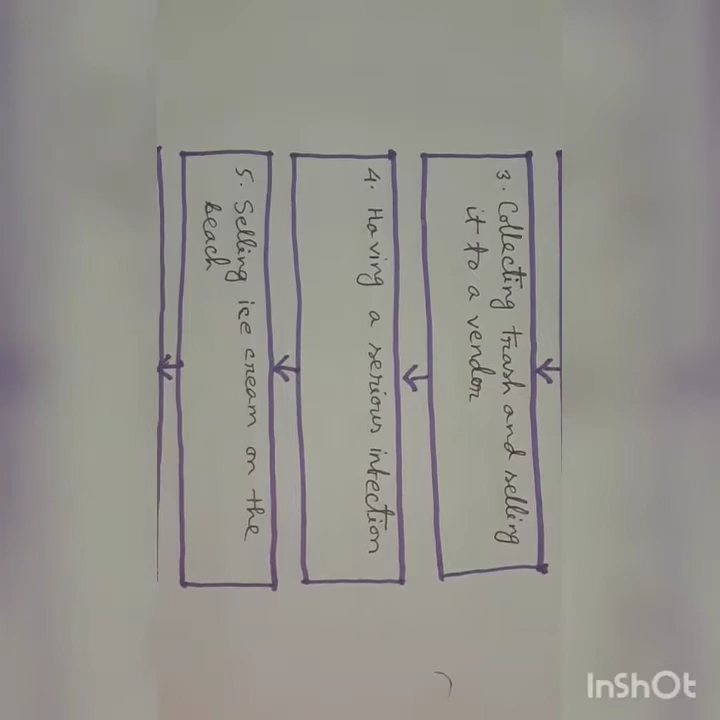 3. Collecting trash and selling
it to a vendor
4. Having a serious infection
5. Selling ice cream on the
beach
InShOt